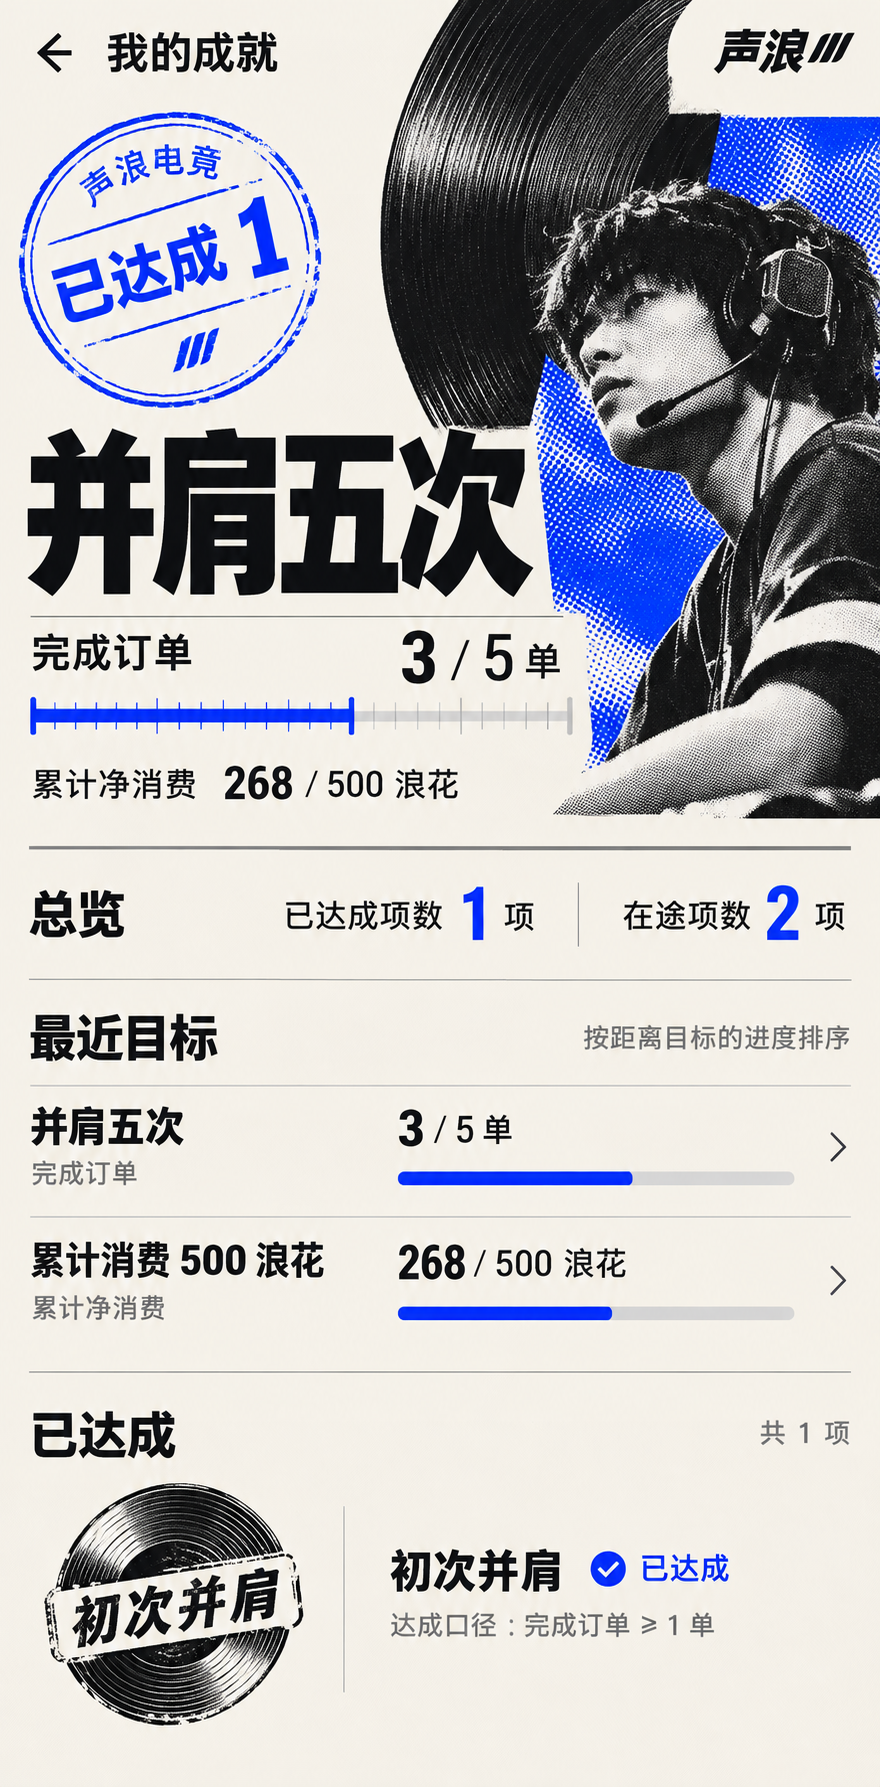 我的成就
声浪
声浪电竞
已达成 1
并肩五次
完成订单 3 / 5 单
累计净消费 268 / 500 浪花
总览 已达成项数 1 项 在途项数 2 项
最近目标 按距离目标的进度排序
并肩五次 3 / 5 单
完成订单
累计消费 500 浪花 268 / 500 浪花
累计净消费
已达成 共 1 项
初次并肩
初次并肩 已达成
达成口径：完成订单 ≥ 1 单